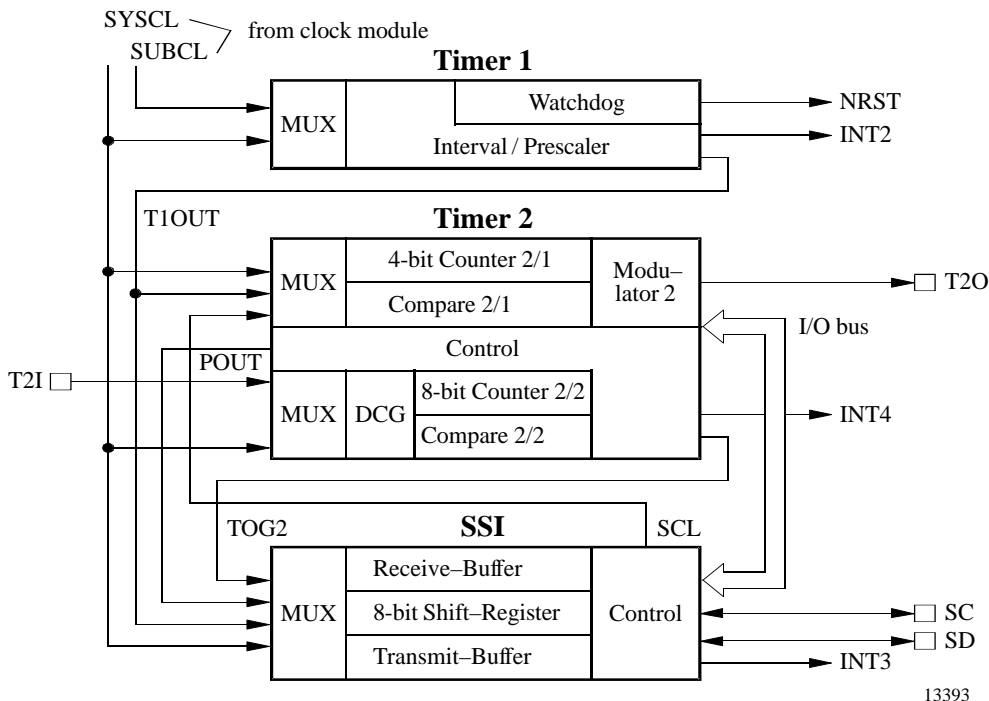 SYSCL
SUBCL
from clock module
Timer 1
MUX
Watchdog
Interval / Prescaler
NRST
INT2
T1OUT
Timer 2
MUX
4-bit Counter 2/1
Compare 2/1
Modu–
lator 2
T2O
I/O bus
POUT
Control
T2I
MUX
DCG
8-bit Counter 2/2
Compare 2/2
INT4
TOG2
SSI
SCL
MUX
Receive–Buffer
8-bit Shift–Register
Transmit–Buffer
Control
SC
SD
INT3
13393